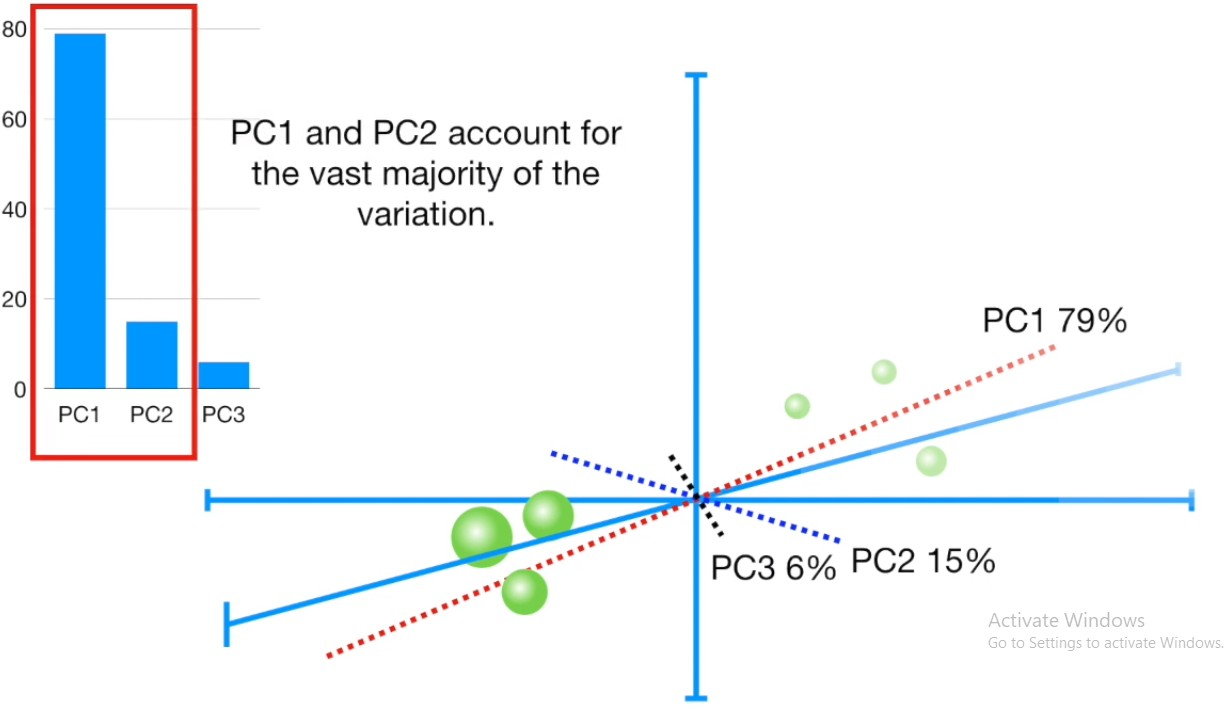 80
60
40
20
0
PC1 PC2 PC3
PC1 and PC2 account for
the vast majority of the
variation.
PC1 79%
PC3 6% PC2 15%
Activate Windows
Go to Settings to activate Windows.